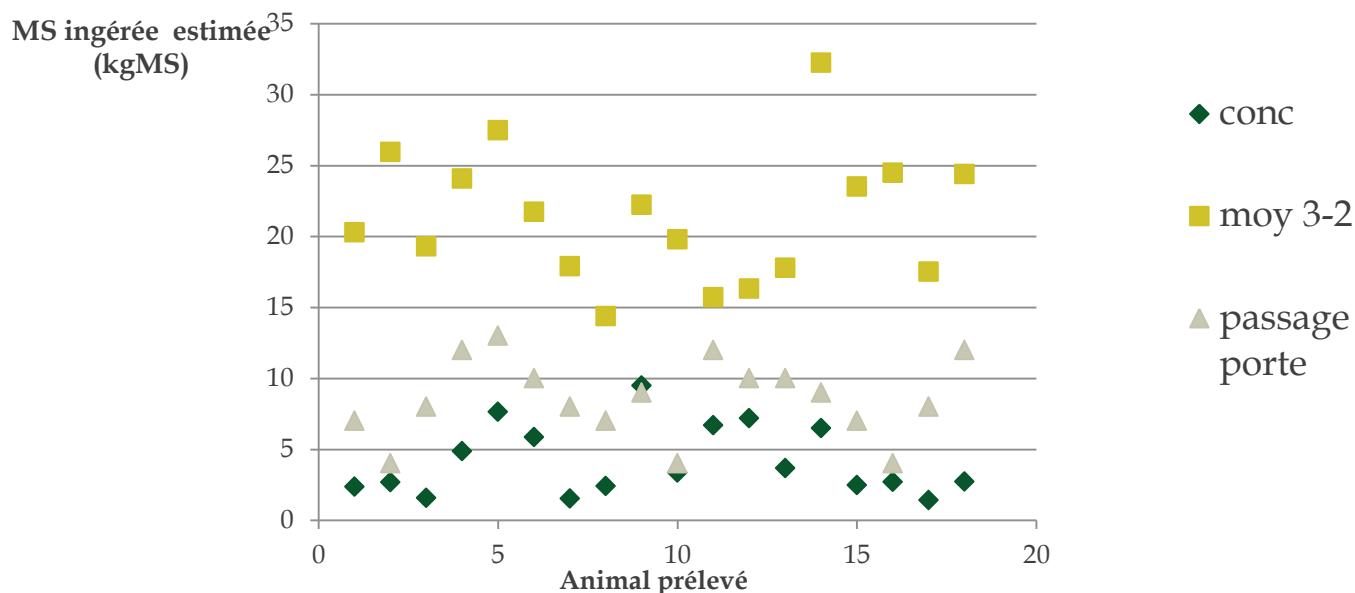 MS ingérée estimée
(kgMS)
35
30
25
20
15
10
5
0
0 5 10 15 20
Animal prélevé
conc
moy 3-2
passage
porte